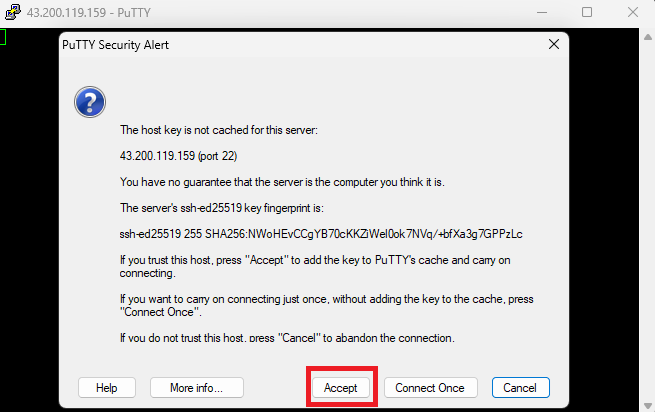 43.200.119.159 - PuTTY
PuTTY Security Alert
The host key is not cached for this server:
43.200.119.159 (port 22)
You have no guarantee that the server is the computer you think it is.
The server's ssh-ed25519 key fingerprint is:
ssh-ed25519 255 SHA256:NWoHEvCCgYB70cKKZiWel0ok7NVq/+bfXa3g7GPPzLc
If you trust this host, press "Accept" to add the key to PuTTY's cache and carry on
connecting.
If you want to carry on connecting just once, without adding the key to the cache, press
"Connect Once".
If you do not trust this host, press "Cancel" to abandon the connection.
Help
More info...
Accept
Connect Once
Cancel